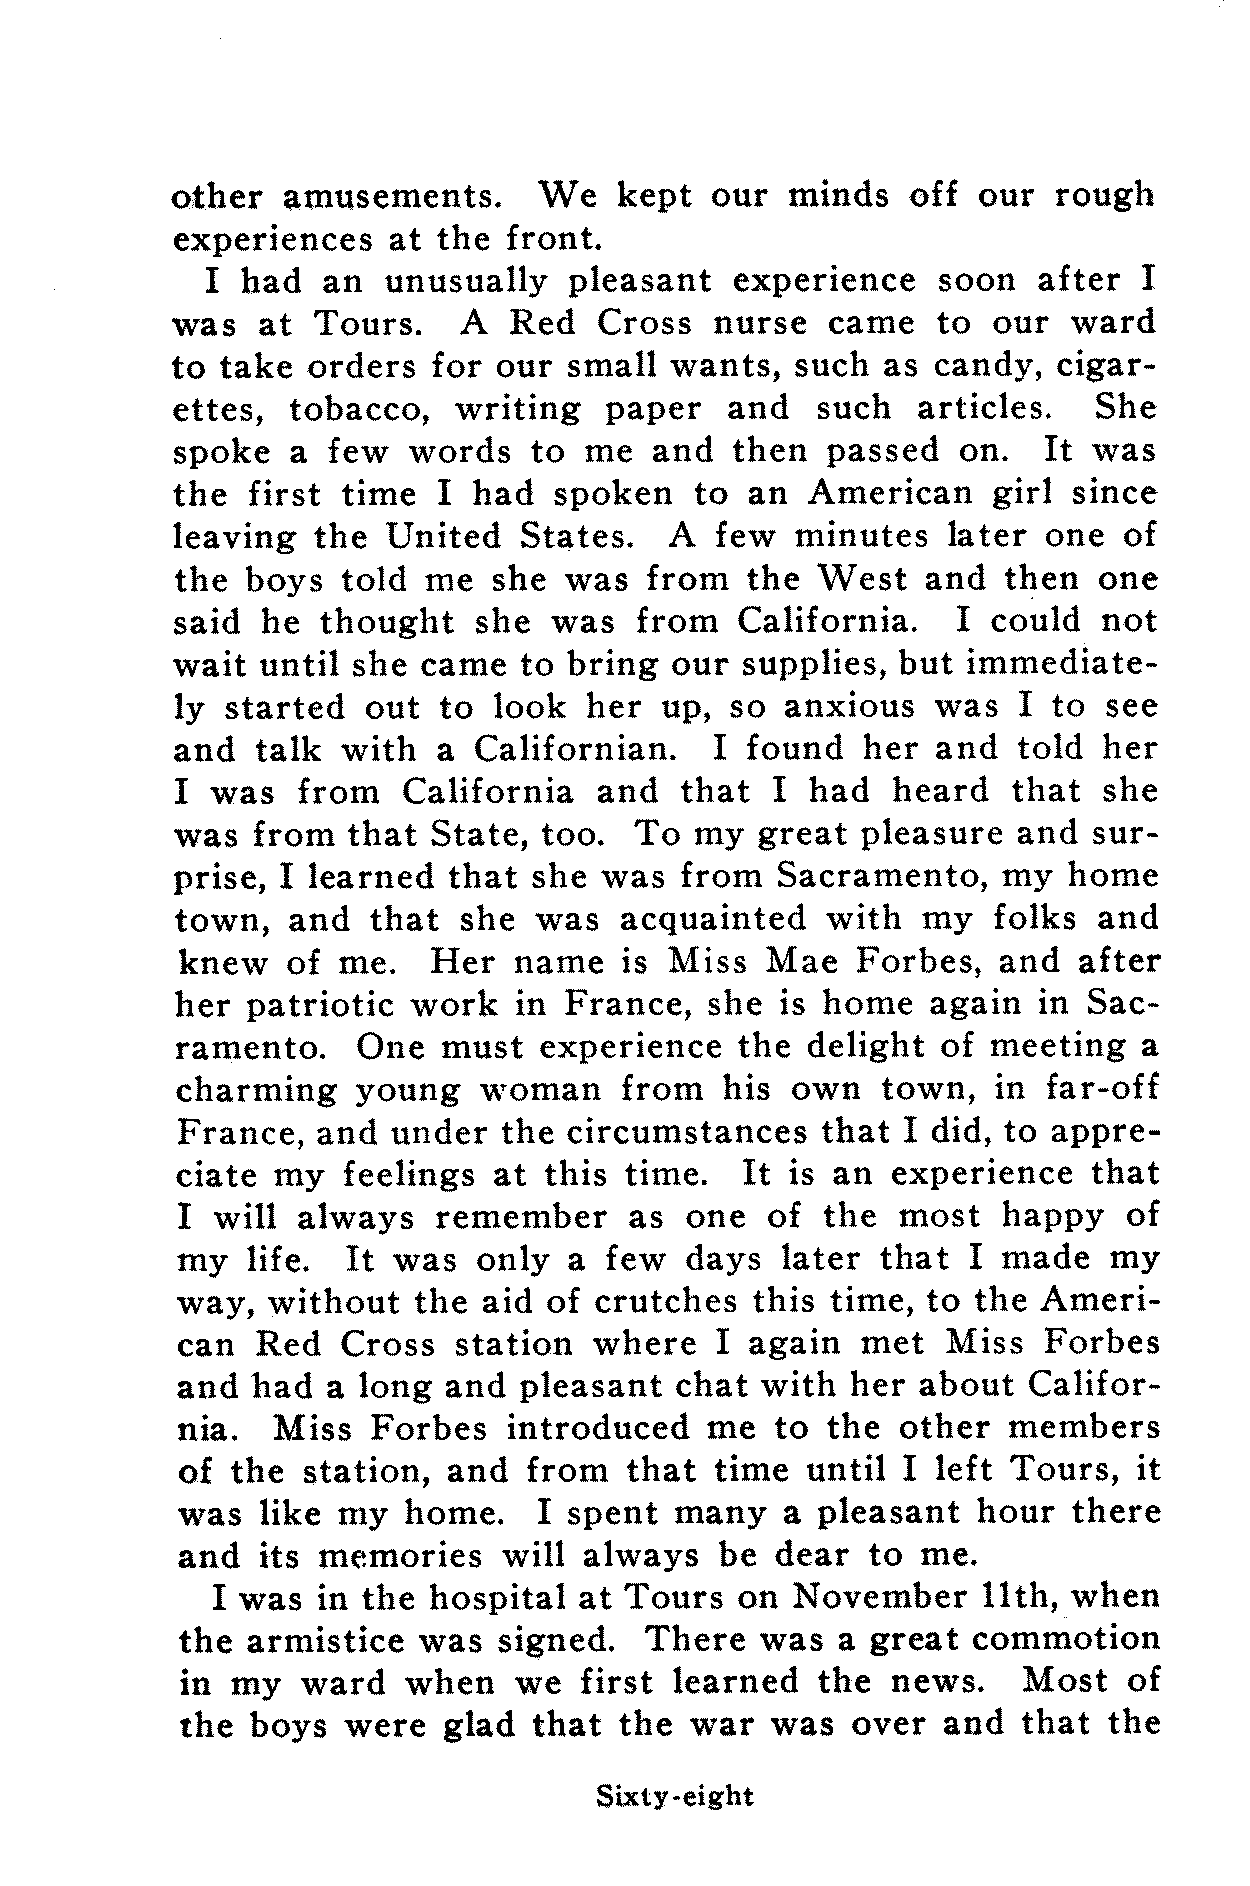 other amusements. We kept our minds off our rough
experiences at the front.
I had an unusually pleasant experience soon after I
was at Tours. A Red Cross nurse came to our ward
to take orders for our small wants, such as candy, cigar-
ettes, tobacco, writing paper and such articles. She
spoke a few words to me and then passed on. It was
the first time I had spoken to an American girl since
leaving the United States. A few minutes later one of
the boys told me she was from the West and then one
said he thought she was from California. I could not
wait until she came to bring our supplies, but immediate-
ly started out to look her up, so anxious was I to see
and talk with a Californian. I found her and told her
I was from California and that I had heard that she
was from that State, too. To my great pleasure and sur-
prise, I learned that she was from Sacramento, my home
town, and that she was acquainted with my folks and
knew of me. Her name is Miss Mae Forbes, and after
her patriotic work in France, she is home again in Sac-
ramento. One must experience the delight of meeting a
charming young woman from his own town, in far-off
France, and under the circumstances that I did, to appre-
ciate my feelings at this time. It is an experience that
I will always remember as one of the most happy of
my life. It was only a few days later that I made my
way, without the aid of crutches this time, to the Ameri-
can Red Cross station where I again met Miss Forbes
and had a long and pleasant chat with her about Califor-
nia. Miss Forbes introduced me to the other members
of the station, and from that time until I left Tours, it
was like my home. I spent many a pleasant hour there
and its memories will always be dear to me.
I was in the hospital at Tours on November 11th, when
the armistice was signed. There was a great commotion
in my ward when we first learned the news. Most of
the boys were glad that the war was over and that the
Sixty-eight